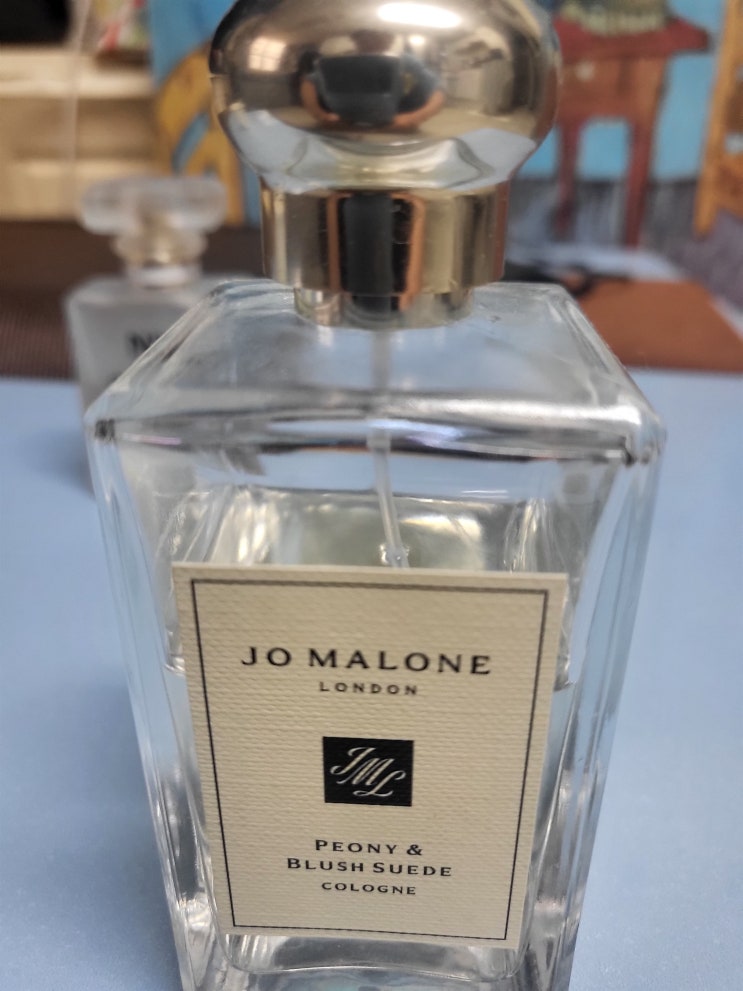 JO MALONE
LONDON
JML
PEONY &
BLUSH SUEDE
COLOGNE